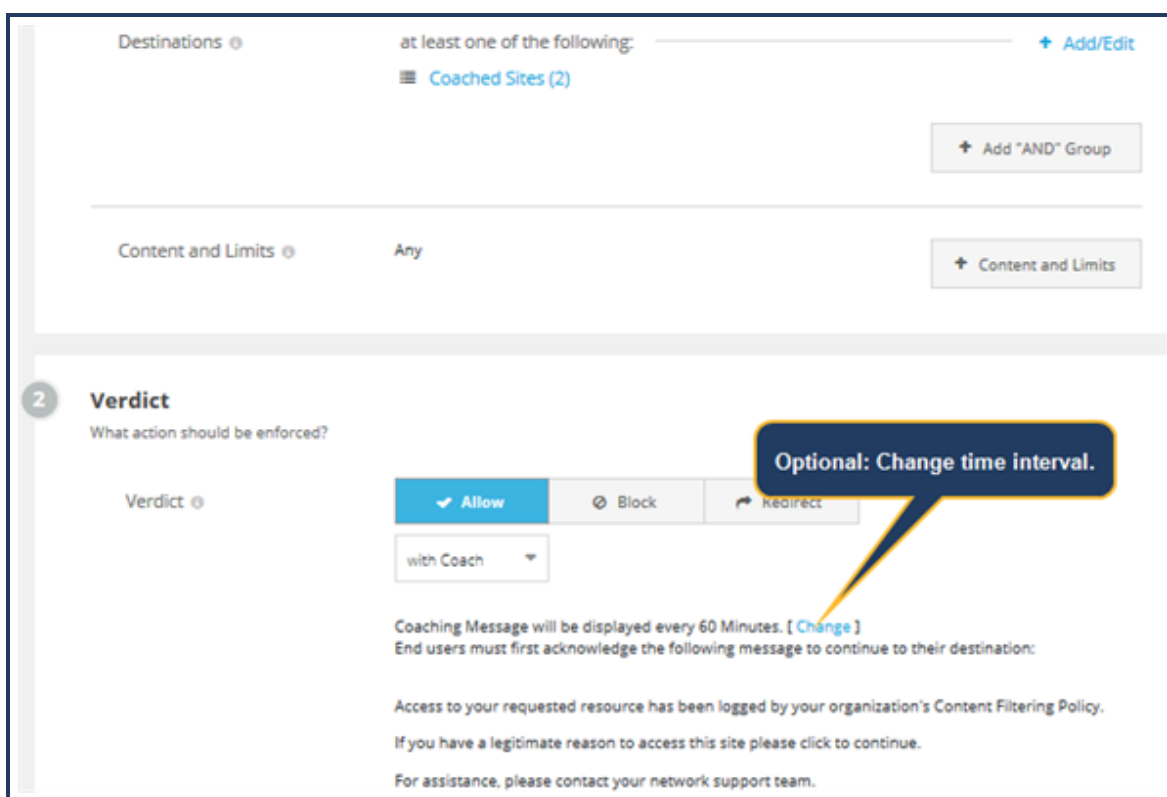 Destinations at least one of the following: + Add/Edit
Coached Sites (2)
+ Add "AND" Group
Content and Limits Any + Content and Limits
2 Verdict
What action should be enforced?
Optional: Change time interval.
Verdict Allow Block Redirect
with Coach
Coaching Message will be displayed every 60 Minutes. [ Change ]
End users must first acknowledge the following message to continue to their destination:
Access to your requested resource has been logged by your organization's Content Filtering Policy.
If you have a legitimate reason to access this site please click to continue.
For assistance, please contact your network support team.